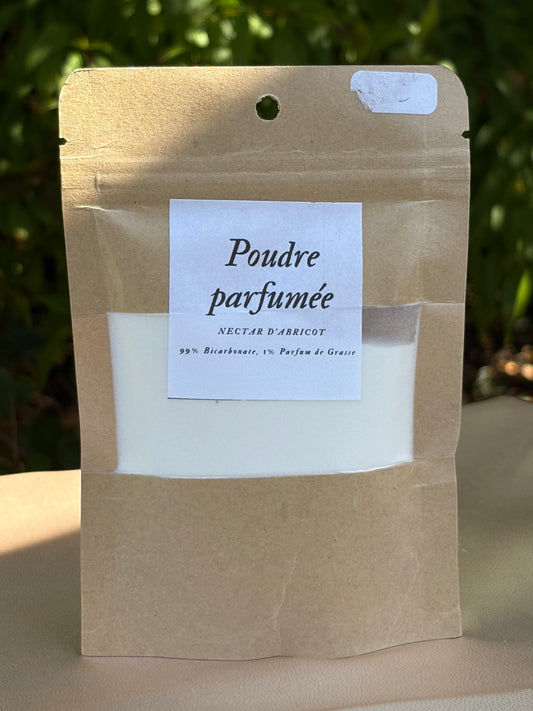 Poudre
parfumée
NECTAR D'ABRICOT
99% Bicarbonate, 1% Parfum de Grasse